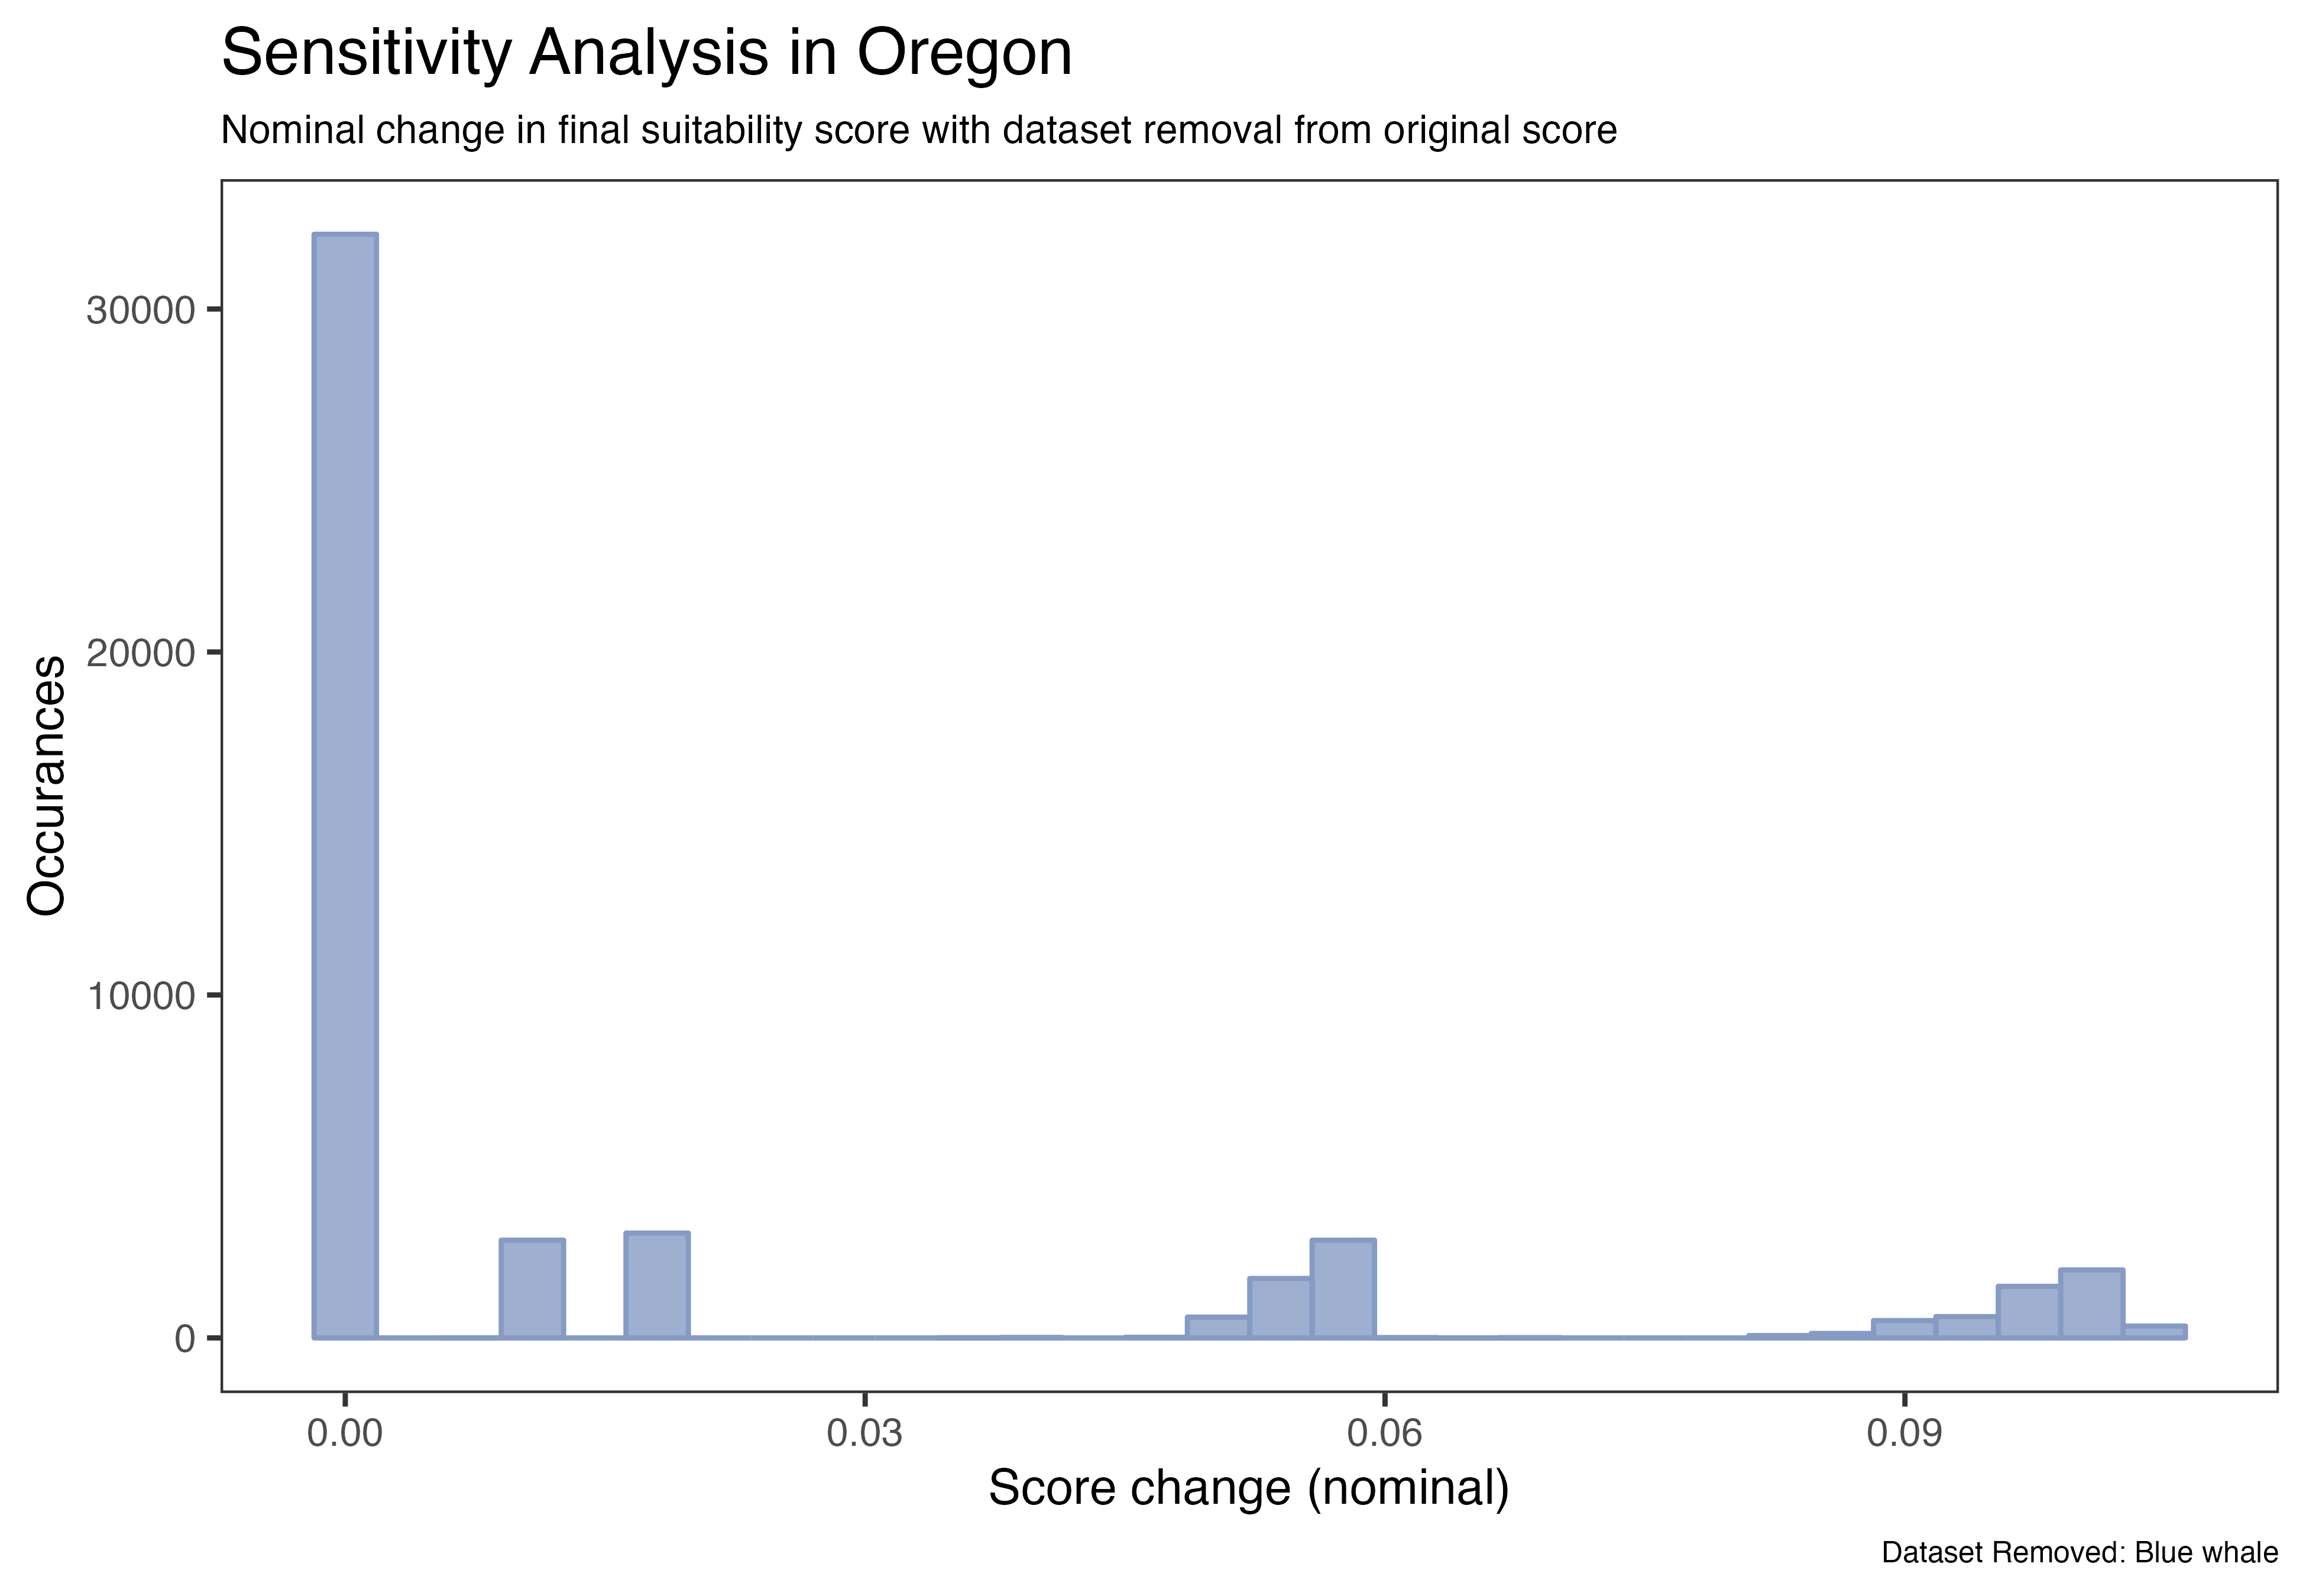 Sensitivity Analysis in Oregon
Nominal change in final suitability score with dataset removal from original score
Occurances
30000
20000
10000
0
0.00 0.03 0.06 0.09
Score change (nominal)
Dataset Removed: Blue whale